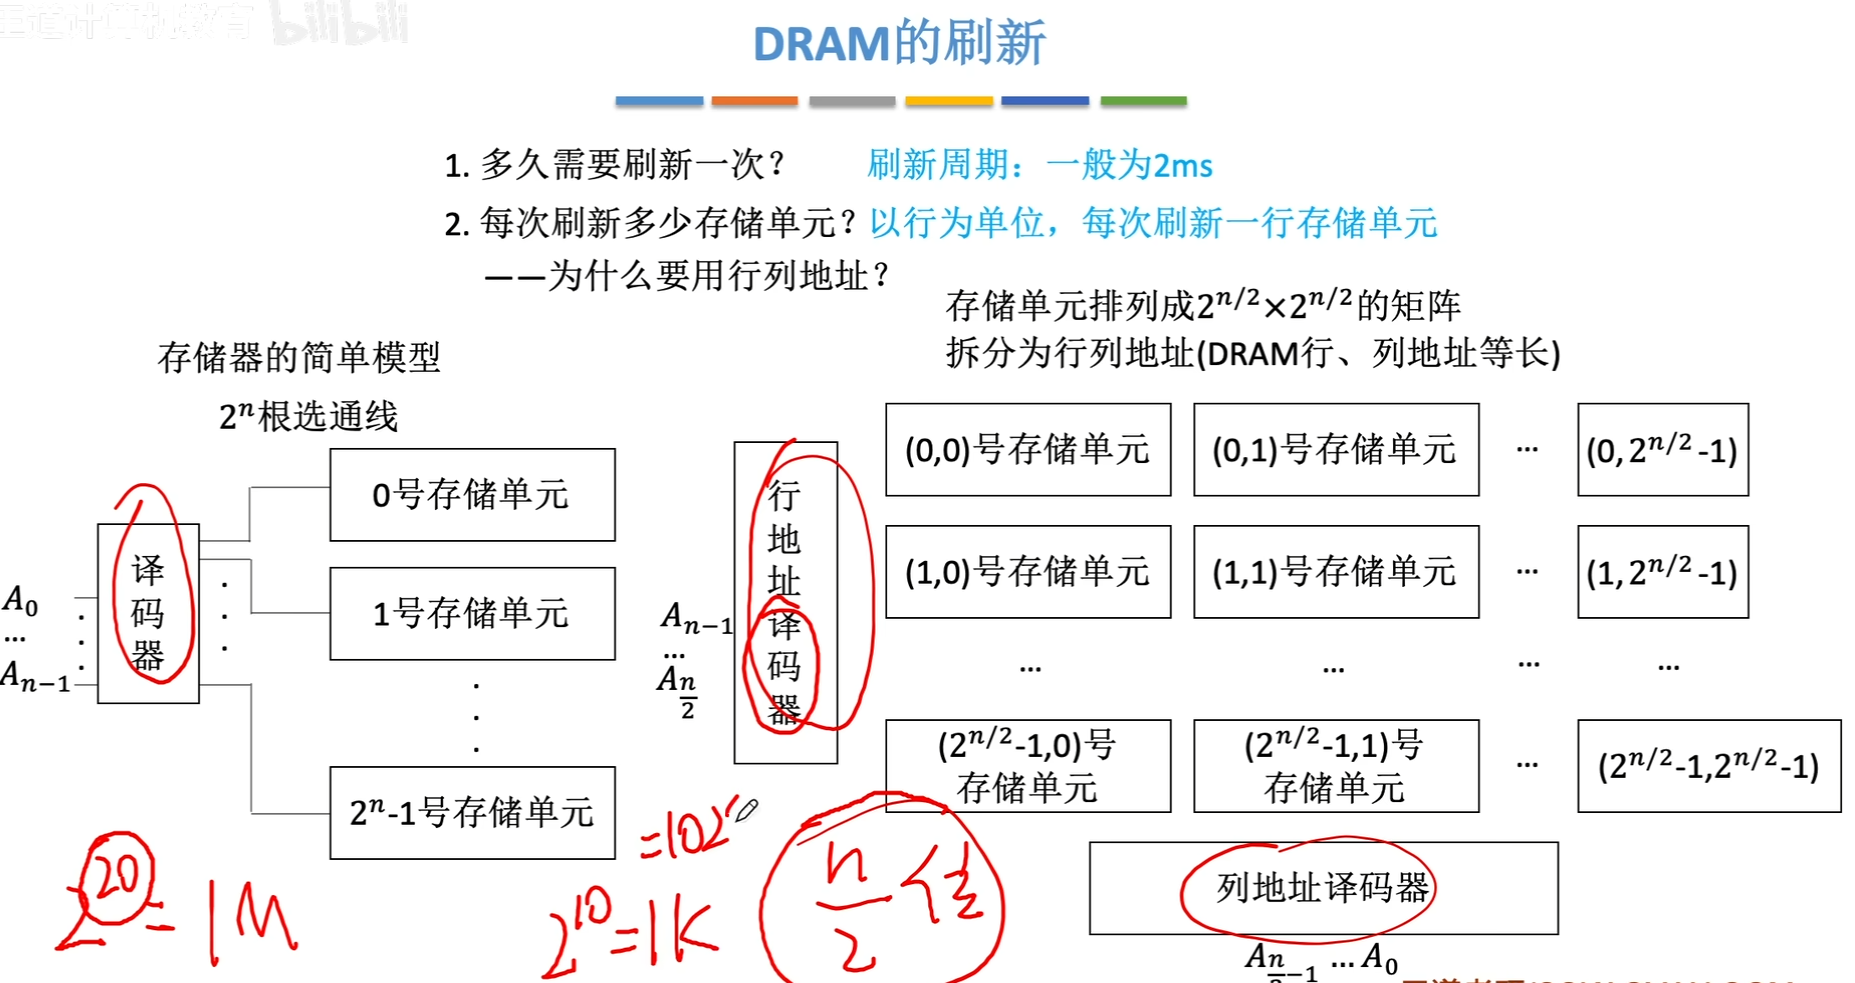 王道计算机教育 bilibili
DRAM的刷新
1. 多久需要刷新一次？ 刷新周期：一般为2ms
2. 每次刷新多少存储单元？以行为单位，每次刷新一行存储单元
——为什么要用行列地址？
存储单元排列成2^{n/2}×2^{n/2}的矩阵
拆分为行列地址(DRAM行、列地址等长)
存储器的简单模型
2^n根选通线
A_0
...
A_{n-1}
译码器
0号存储单元
1号存储单元
2^n-1号存储单元
A_{n-1}
...
A_{n/2}
行地址译码器
(0,0)号存储单元 (0,1)号存储单元 ... (0, 2^{n/2} -1)
(1,0)号存储单元 (1,1)号存储单元 ... (1, 2^{n/2} -1)
... ... ... ...
(2^{n/2}-1,0)号 (2^{n/2}-1,1)号 ... (2^{n/2}-1,2^{n/2}-1)
存储单元 存储单元
列地址译码器
A_{n/2-1} ... A_0
2^20 = 1M
2^10 = 1K
=102
n/2 位